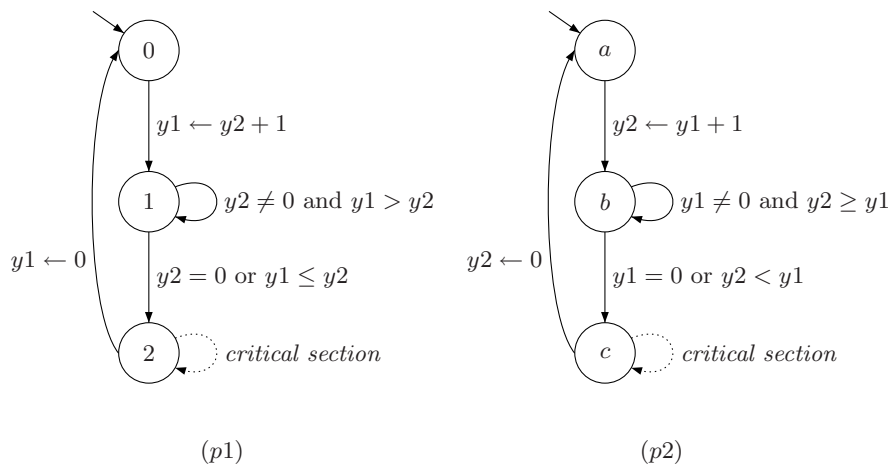 0
y1 ← y2 + 1
1
y2 ≠ 0 and y1 > y2
y1 ← 0
y2 = 0 or y1 ≤ y2
2
critical section
(p1)
a
y2 ← y1 + 1
b
y1 ≠ 0 and y2 ≥ y1
y2 ← 0
y1 = 0 or y2 < y1
c
critical section
(p2)